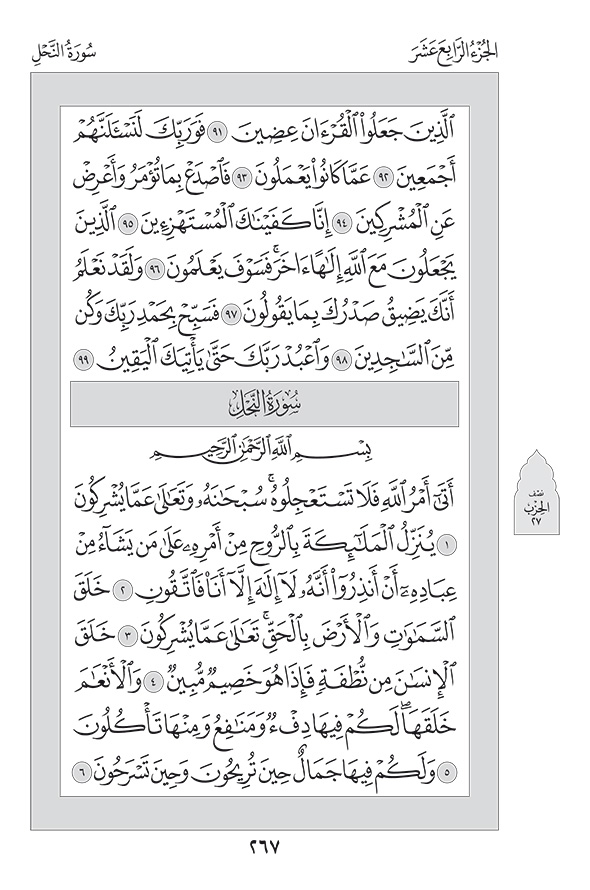 الجُزْءُ الرَّابِعَ عَشَرَ
سُورَةُ النَّحْلِ
ٱلَّذِينَ جَعَلُواْ ٱلْقُرْءَانَ عِضِينَ ٩١ فَوَرَبِّكَ لَنَسْـَٔلَنَّهُمْ
أَجْمَعِينَ ٩٢ عَمَّا كَانُواْ يَعْمَلُونَ ٩٣ فَٱصْدَعْ بِمَا تُؤْمَرُ وَأَعْرِضْ
عَنِ ٱلْمُشْرِكِينَ ٩٤ إِنَّا كَفَيْنَٰكَ ٱلْمُسْتَهْزِءِينَ ٩٥ ٱلَّذِينَ
يَجْعَلُونَ مَعَ ٱللَّهِ إِلَٰهًا ءَاخَرَۚ فَسَوْفَ يَعْلَمُونَ ٩٦ وَلَقَدْ نَعْلَمُ
أَنَّكَ يَضِيقُ صَدْرُكَ بِمَا يَقُولُونَ ٩٧ فَسَبِّحْ بِحَمْدِ رَبِّكَ وَكُن
مِّنَ ٱلسَّٰجِدِينَ ٩٨ وَٱعْبُدْ رَبَّكَ حَتَّىٰ يَأْتِيَكَ ٱلْيَقِينُ ٩٩
سُورَةُ النَّحْلِ
بِسْمِ ٱللَّهِ ٱلرَّحْمَٰنِ ٱلرَّحِيمِ
أَتَىٰٓ أَمْرُ ٱللَّهِ فَلَا تَسْتَعْجِلُوهُۚ سُبْحَٰنَهُۥ وَتَعَٰلَىٰ عَمَّا يُشْرِكُونَ
١ يُنَزِّلُ ٱلْمَلَٰٓئِكَةَ بِٱلرُّوحِ مِنْ أَمْرِهِۦ عَلَىٰ مَن يَشَآءُ مِنْ
عِبَادِهِۦٓ أَنْ أَنذِرُوٓاْ أَنَّهُۥ لَآ إِلَٰهَ إِلَّآ أَنَا۠ فَٱتَّقُونِ ٢ خَلَقَ
ٱلسَّمَٰوَٰتِ وَٱلْأَرْضَ بِٱلْحَقِّۚ تَعَٰلَىٰ عَمَّا يُشْرِكُونَ ٣ خَلَقَ
ٱلْإِنسَٰنَ مِن نُّطْفَةٍ فَإِذَا هُوَ خَصِيمٌ مُّبِينٌ ٤ وَٱلْأَنْعَٰمَ
خَلَقَهَاۖ لَكُمْ فِيهَا دِفْءٌ وَمَنَٰفِعُ وَمِنْهَا تَأْكُلُونَ
٥ وَلَكُمْ فِيهَا جَمَالٌ حِينَ تُرِيحُونَ وَحِينَ تَسْرَحُونَ ٦
نِصْف
الحِزْب
٢٧
٢٦٧